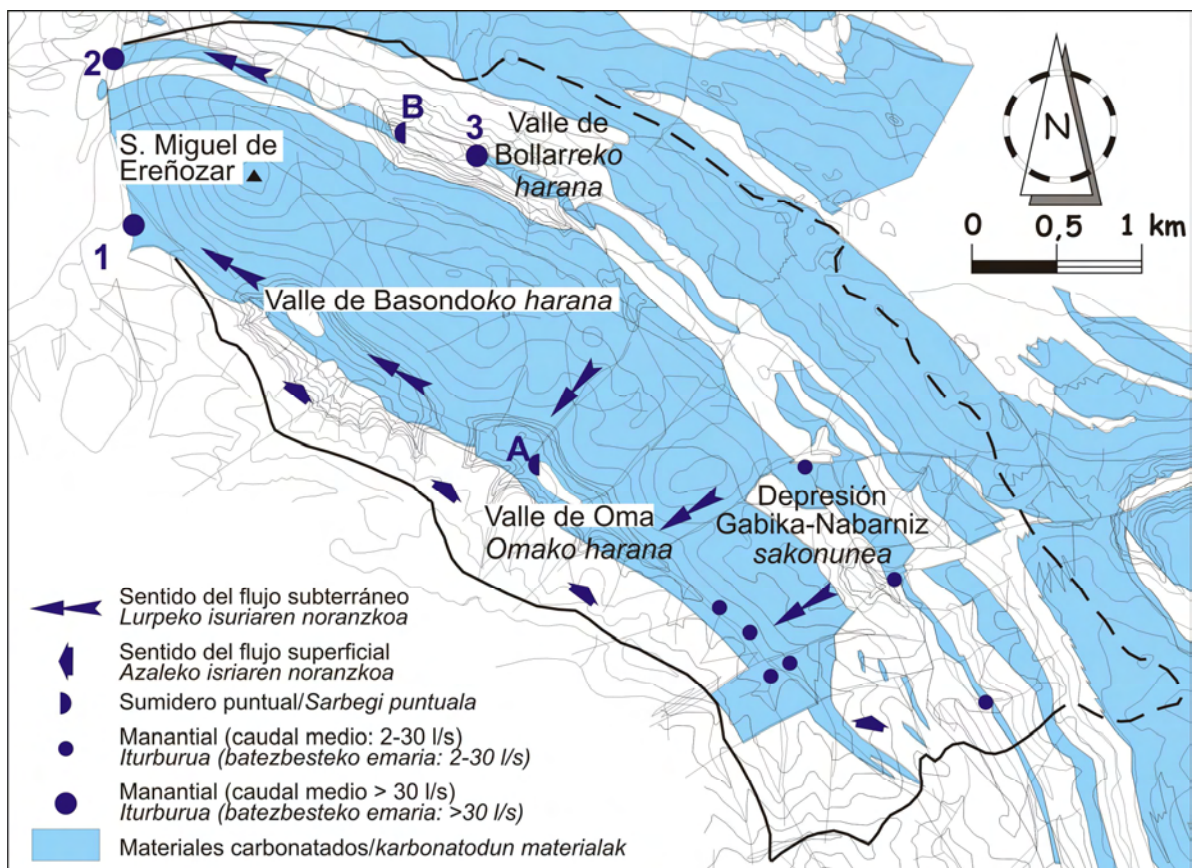 2
B
3
Valle de
Bollarreko
harana
S. Miguel de
Ereñozar
1
Valle de Basondoko harana
N
0 0,5 1 km
A
Valle de Oma
Omako harana
Depresión
Gabika-Nabarniz
sakonunea
Sentido del flujo subterráneo
Lurpeko isuriaren noranzkoa
Sentido del flujo superficial
Azaleko isriaren noranzkoa
Sumidero puntual/Sarbegi puntuala
Manantial (caudal medio: 2-30 l/s)
Iturburua (batezbesteko emaria: 2-30 l/s)
Manantial (caudal medio > 30 l/s)
Iturburua (batezbesteko emaria: >30 l/s)
Materiales carbonatados/karbonatodun materialak